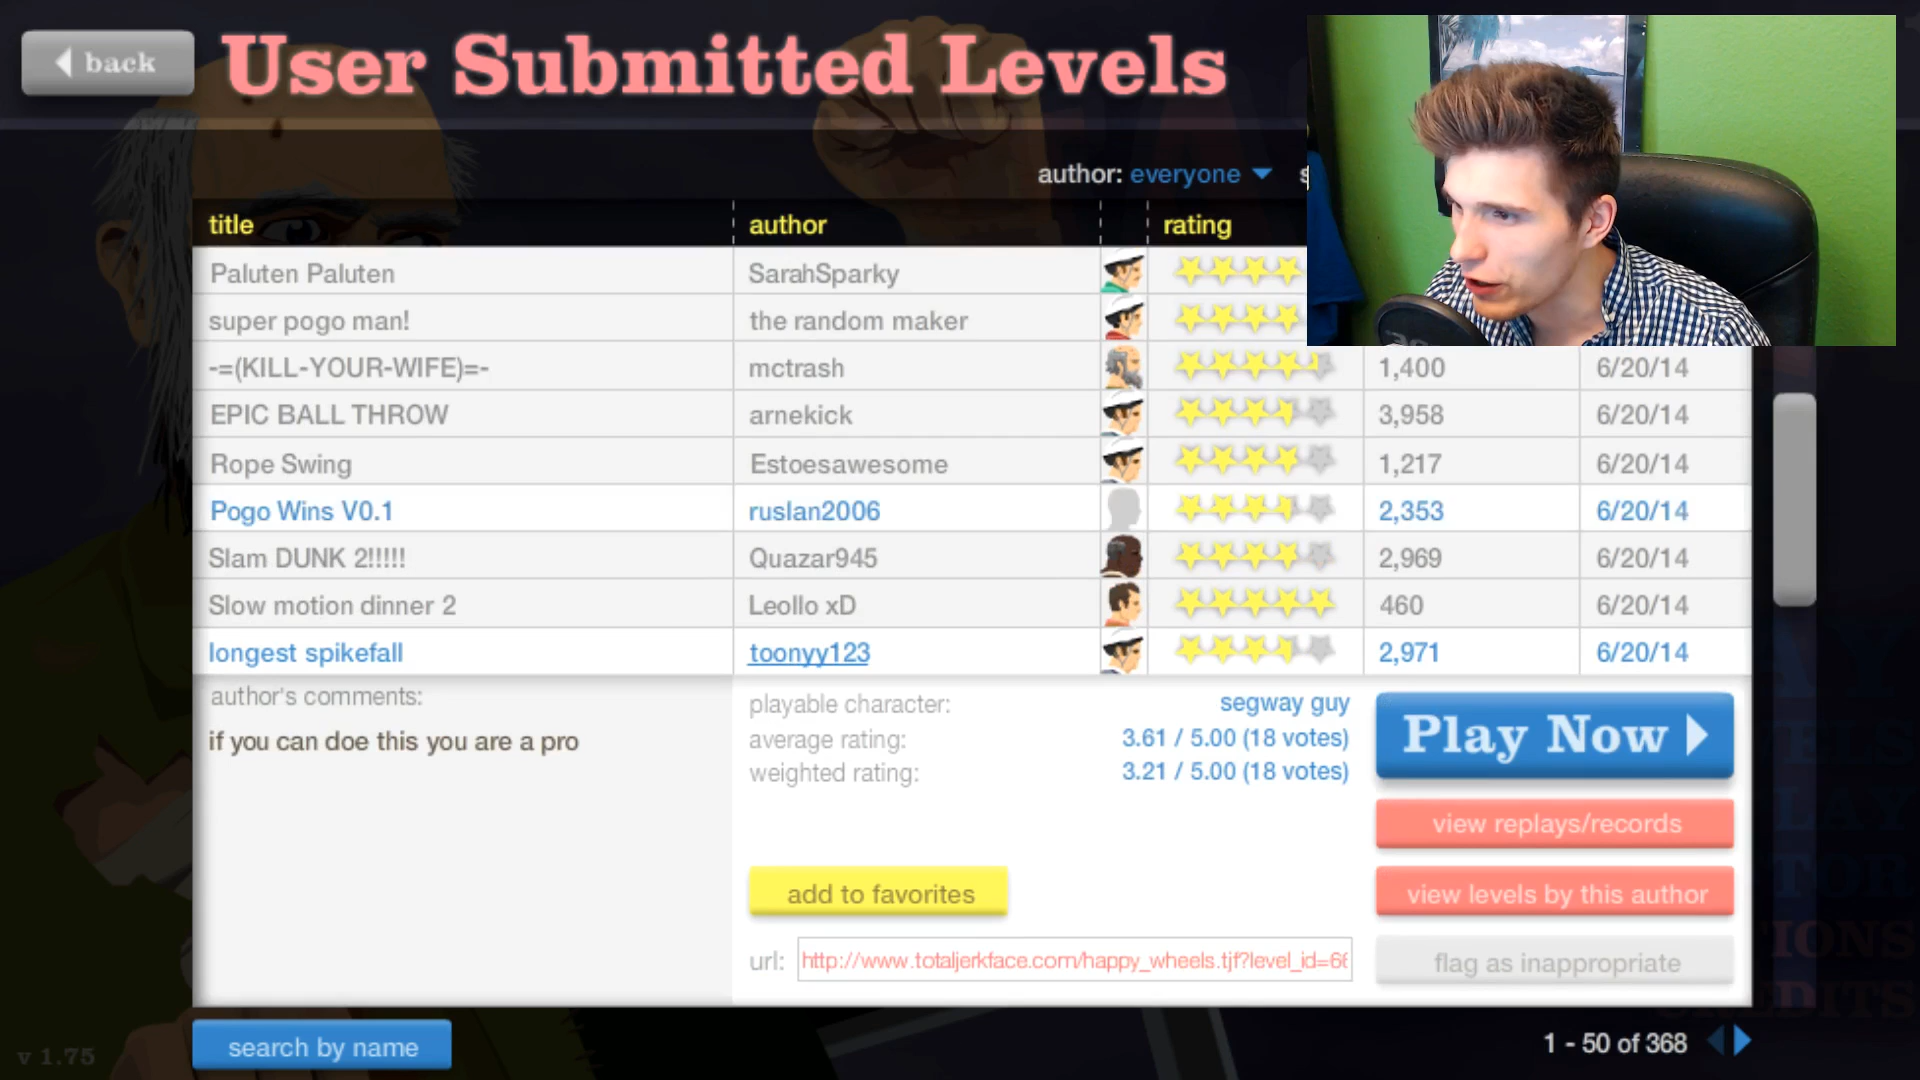 back
User Submitted Levels
author: everyone
title author rating
Paluten Paluten SarahSparky
super pogo man! the random maker
-=(KILL-YOUR-WIFE)=- mctrash 1,400 6/20/14
EPIC BALL THROW arnekick 3,958 6/20/14
Rope Swing Estoesawesome 1,217 6/20/14
Pogo Wins V0.1 ruslan2006 2,353 6/20/14
Slam DUNK 2!!!!! Quazar945 2,969 6/20/14
Slow motion dinner 2 Leollo xD 460 6/20/14
longest spikefall toonyy123 2,971 6/20/14
author's comments:
if you can doe this you are a pro
playable character: segway guy
average rating: 3.61 / 5.00 (18 votes)
weighted rating: 3.21 / 5.00 (18 votes)
Play Now
view replays/records
add to favorites
view levels by this author
url: http://www.totaljerkface.com/happy_wheels.tjf?level_id=66
flag as inappropriate
search by name
1 - 50 of 368
v 1.75